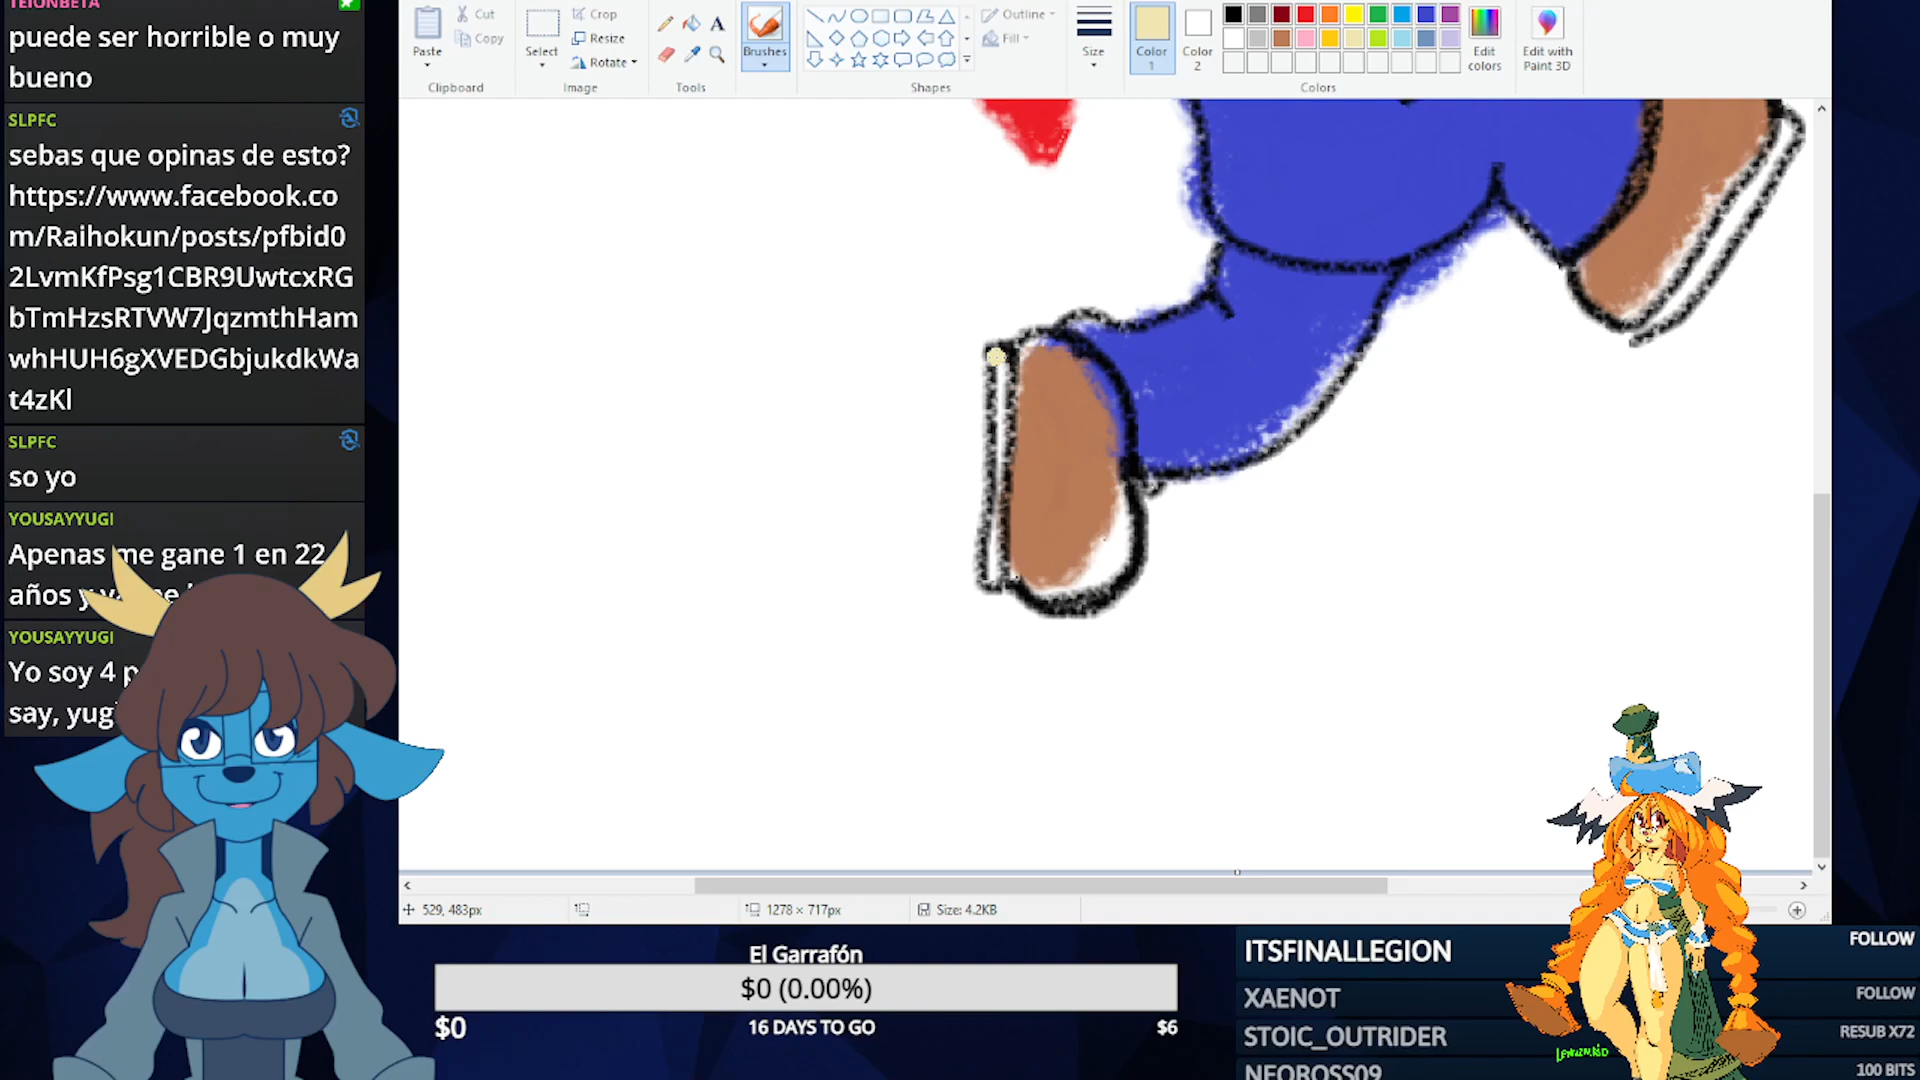 TEIONBETA
puede ser horrible o muy
bueno
SLPFC
sebas que opinas de esto?
https://www.facebook.co
m/Raihokun/posts/pfbid0
2LvmKfPsg1CBR9UwtcxRG
bTmHzsRTVW7JqzmthHam
whHUH6gXVEDGbjukdkWa
t4zKl
SLPFC
so yo
YOUSAYYUGI
Apenas me gane 1 en 22
años y
YOUSAYYUGI
Yo soy 4
say,
Paste
Cut
Copy
Clipboard
Select
Crop
Resize
Rotate
Image
Tools
Brushes
Shapes
Outline
Fill
Size
Color
1
Color
2
Edit
colors
Edit with
Paint 3D
Colors
529, 483px
1278 × 717px
Size: 4.2KB
El Garrafón
$0 (0.00%)
$0
16 DAYS TO GO
$6
ITSFINALLEGION FOLLOW
XAENOT FOLLOW
STOIC_OUTRIDER RESUB X72
NEOROSS09 100 BITS